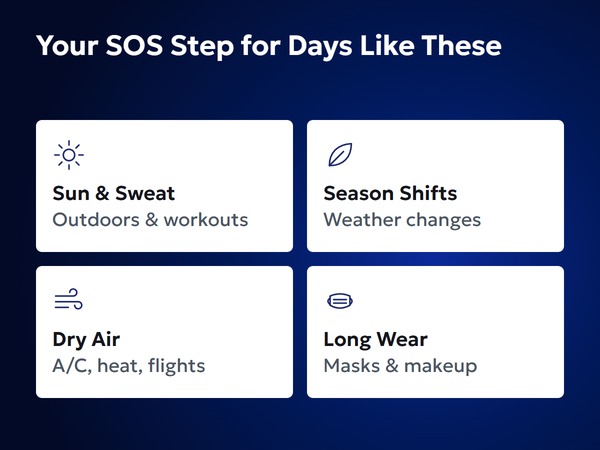 Your SOS Step for Days Like These
Sun & Sweat
Outdoors & workouts
Season Shifts
Weather changes
Dry Air
A/C, heat, flights
Long Wear
Masks & makeup